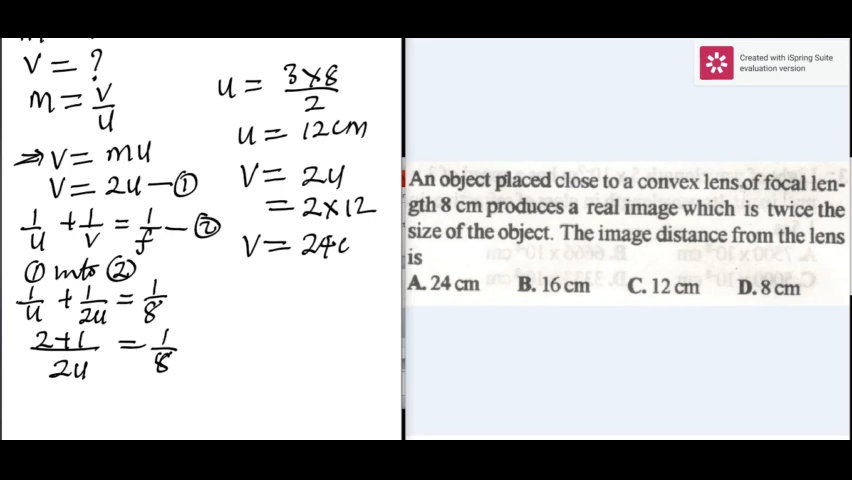 V = ?
m = V/u
⇒ V = mu
V = 2u — ①
1/u + 1/v = 1/f — ②
① into ②
1/u + 1/2u = 1/8
2+1/2u = 1/8
u = 3×8/2
u = 12cm
V = 2u
= 2×12
V = 24c
Created with iSpring Suite
evaluation version
An object placed close to a convex lens of focal len-
gth 8 cm produces a real image which is twice the
size of the object. The image distance from the lens
is
A. 24 cm B. 16 cm C. 12 cm D. 8 cm